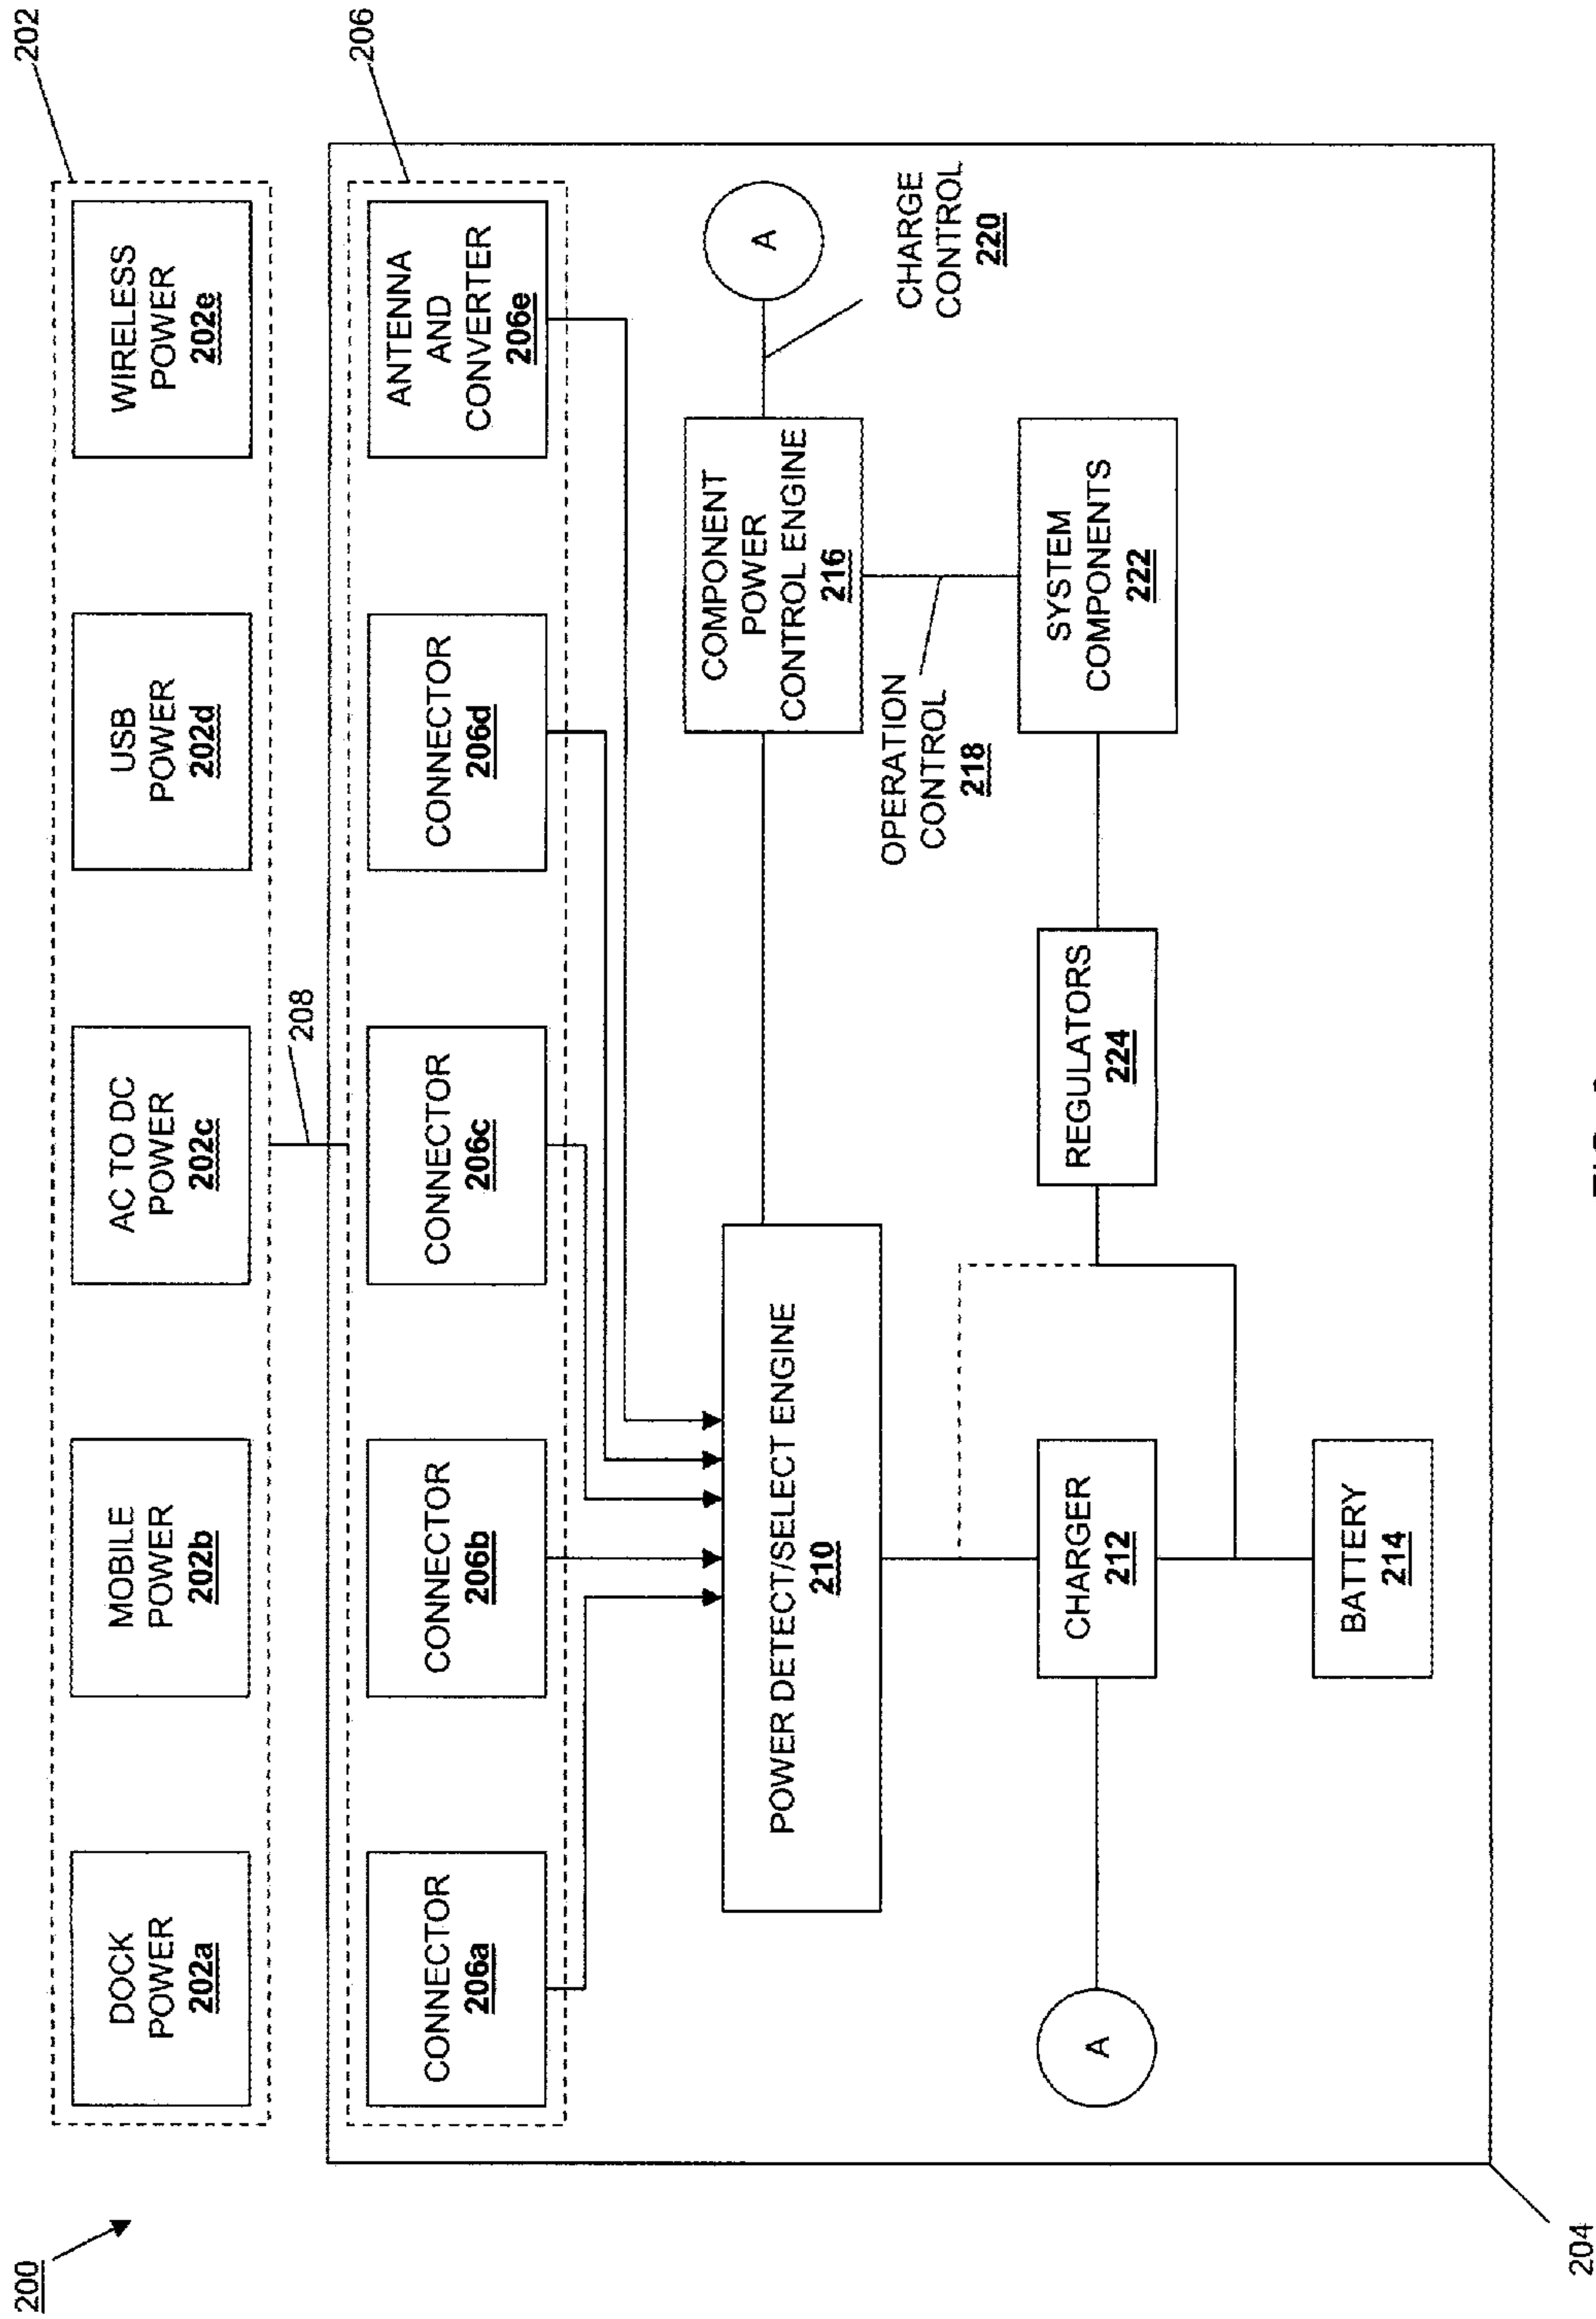 200
202
DOCK
POWER
202a
MOBILE
POWER
202b
AC TO DC
POWER
202c
USB
POWER
202d
WIRELESS
POWER
202e
208
206
CONNECTOR
206a
CONNECTOR
206b
CONNECTOR
206c
CONNECTOR
206d
ANTENNA
AND
CONVERTER
206e
POWER DETECT/SELECT ENGINE
210
COMPONENT
POWER
CONTROL ENGINE
216
A
CHARGE
CONTROL
220
OPERATION
CONTROL
218
A
CHARGER
212
REGULATORS
224
SYSTEM
COMPONENTS
222
BATTERY
214
204